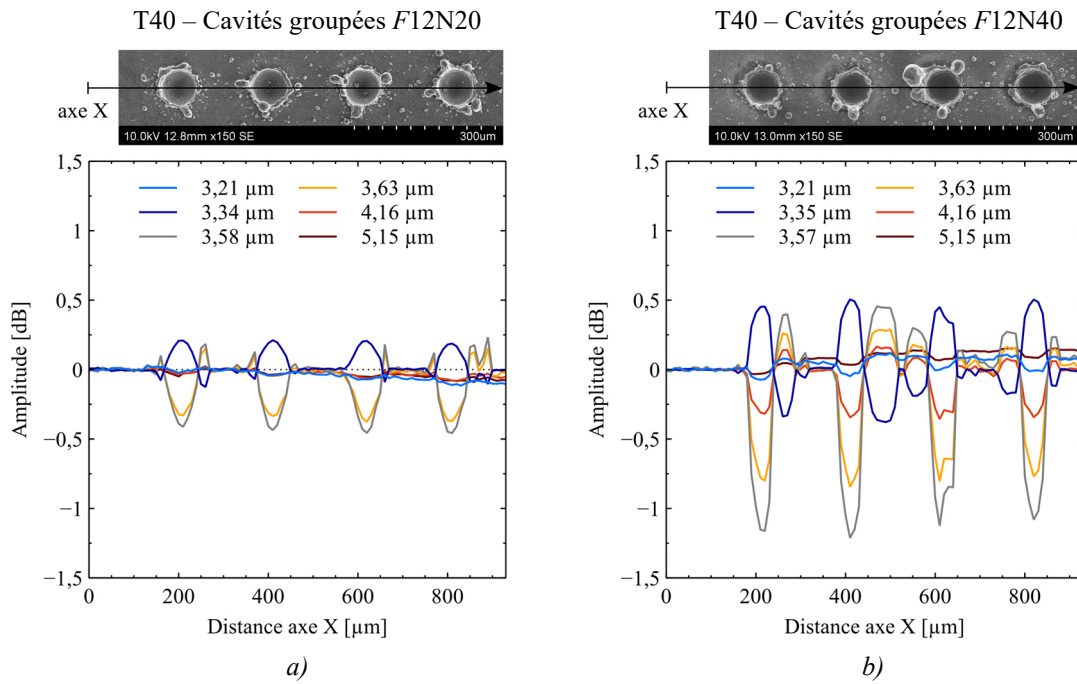 T40 – Cavités groupées F12N20
axe X
10.0kV 12.8mm x150 SE 300um
1,5
1
0,5
0
−0,5
−1
−1,5
Amplitude [dB]
3,21 µm 3,63 µm
3,34 µm 4,16 µm
3,58 µm 5,15 µm
0 200 400 600 800
Distance axe X [µm]
a)
T40 – Cavités groupées F12N40
axe X
10.0kV 13.0mm x150 SE 300um
1,5
1
0,5
0
−0,5
−1
−1,5
Amplitude [dB]
3,21 µm 3,63 µm
3,35 µm 4,16 µm
3,57 µm 5,15 µm
0 200 400 600 800
Distance axe X [µm]
b)